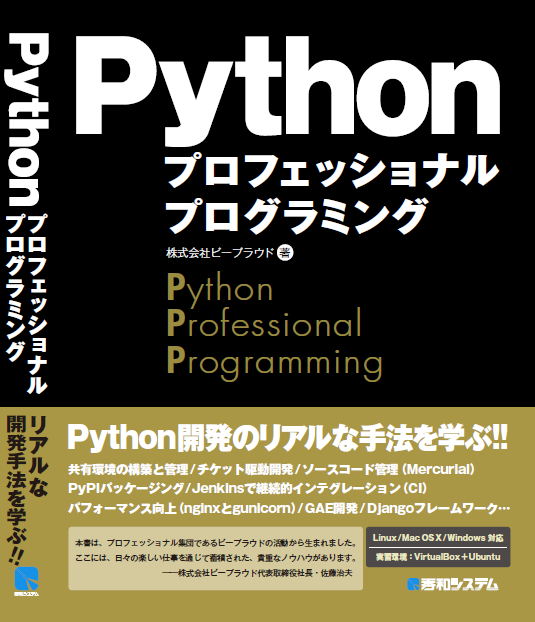 Python
プロフェッショナル
プログラミング
株式会社ビープラウド 著
Python
Professional
Programming
Python開発のリアルな手法を学ぶ!!
共有環境の構築と管理/チケット駆動開発/ソースコード管理(Mercurial)
PyPIパッケージング/Jenkinsで継続的インテグレーション(CI)
パフォーマンス向上(nginxとgunicorn)/GAE開発/Djangoフレームワーク…
本書は、プロフェッショナル集団であるビープラウドの活動から生まれました。
ここには、日々の楽しい仕事を通じて蓄積された、貴重なノウハウがあります。
――株式会社ビープラウド代表取締役社長・佐藤治夫
Linux/Mac OS X/Windows 対応
実習環境:VirtualBox+Ubuntu
秀和システム
Python
プロフェッショナル
プログラミング
リアルな
開発手法を学ぶ!!
秀和システム